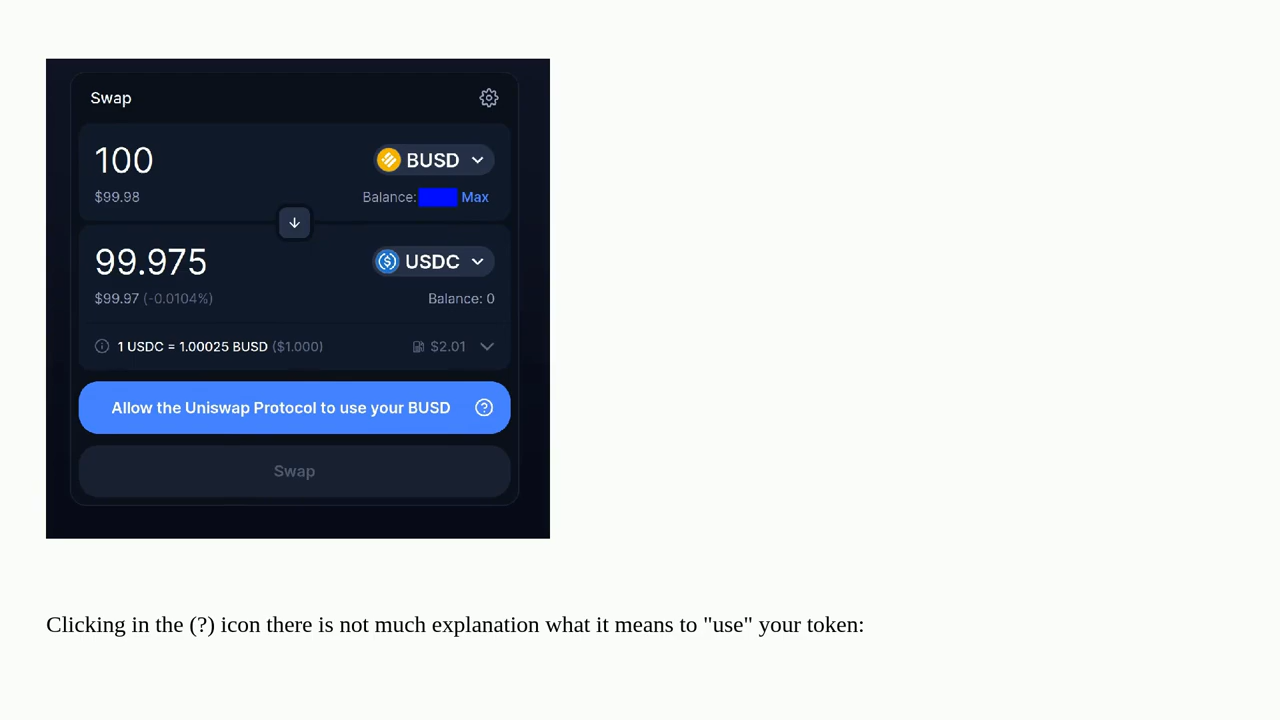 Swap
100
BUSD
$99.98
Balance:
Max
99.975
USDC
$99.97 (-0.0104%)
Balance: 0
1 USDC = 1.00025 BUSD ($1.000)
$2.01
Allow the Uniswap Protocol to use your BUSD
Swap
Clicking in the (?) icon there is not much explanation what it means to "use" your token: